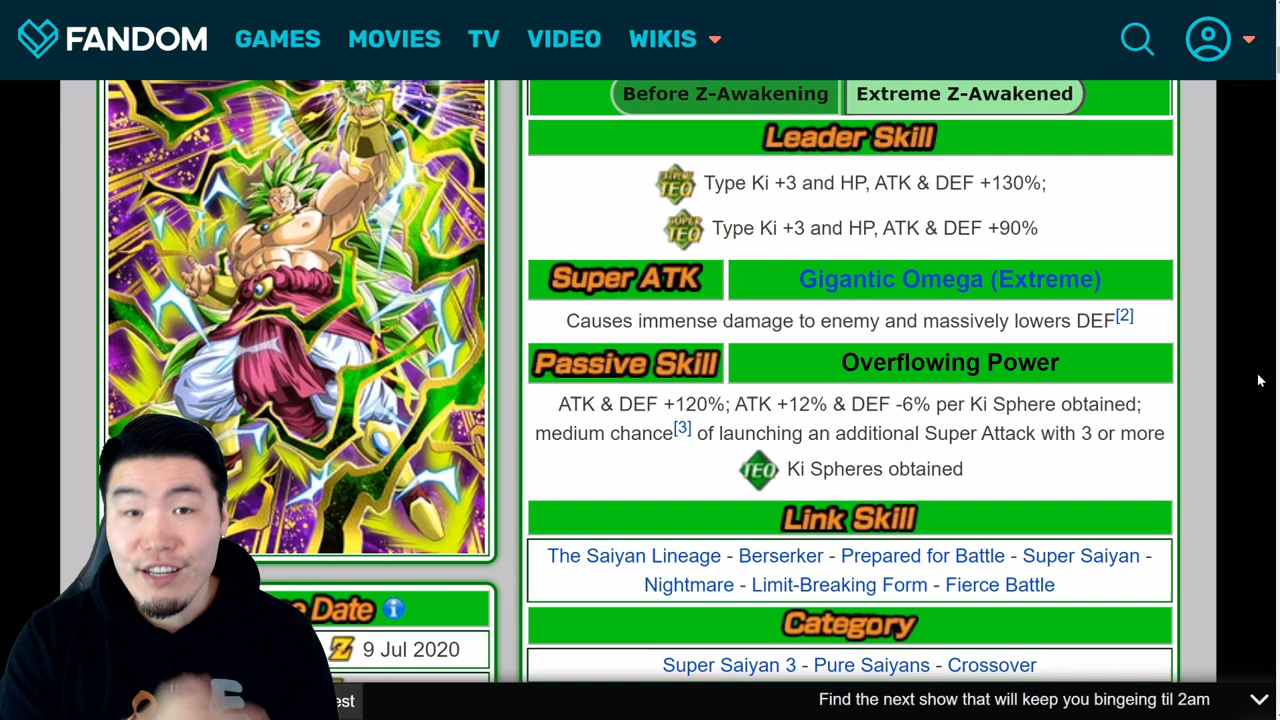 FANDOM GAMES MOVIES TV VIDEO WIKIS
Before Z-Awakening Extreme Z-Awakened
Leader Skill
EXTREME TEQ Type Ki +3 and HP, ATK & DEF +130%;
SUPER TEQ Type Ki +3 and HP, ATK & DEF +90%
Super ATK Gigantic Omega (Extreme)
Causes immense damage to enemy and massively lowers DEF[2]
Passive Skill Overflowing Power
ATK & DEF +120%; ATK +12% & DEF -6% per Ki Sphere obtained;
medium chance[3] of launching an additional Super Attack with 3 or more
TEQ Ki Spheres obtained
Link Skill
The Saiyan Lineage - Berserker - Prepared for Battle - Super Saiyan -
Nightmare - Limit-Breaking Form - Fierce Battle
Category
Super Saiyan 3 - Pure Saiyans - Crossover
Date
Z 9 Jul 2020
est
Find the next show that will keep you bingeing til 2am